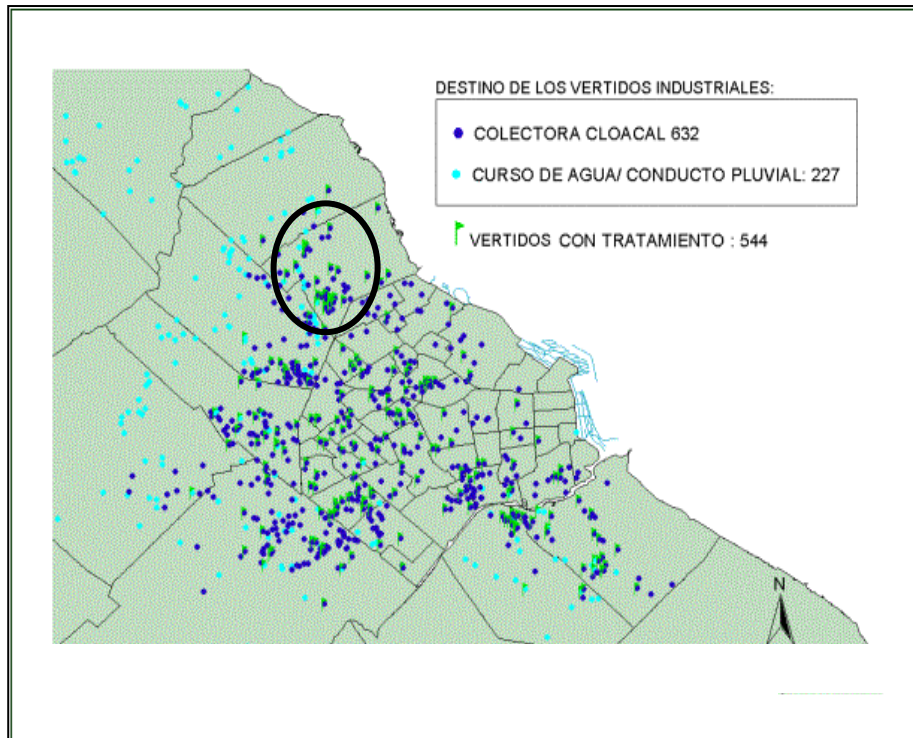 DESTINO DE LOS VERTIDOS INDUSTRIALES:
COLECTORA CLOACAL 632
CURSO DE AGUA/ CONDUCTO PLUVIAL: 227
VERTIDOS CON TRATAMIENTO : 544
N